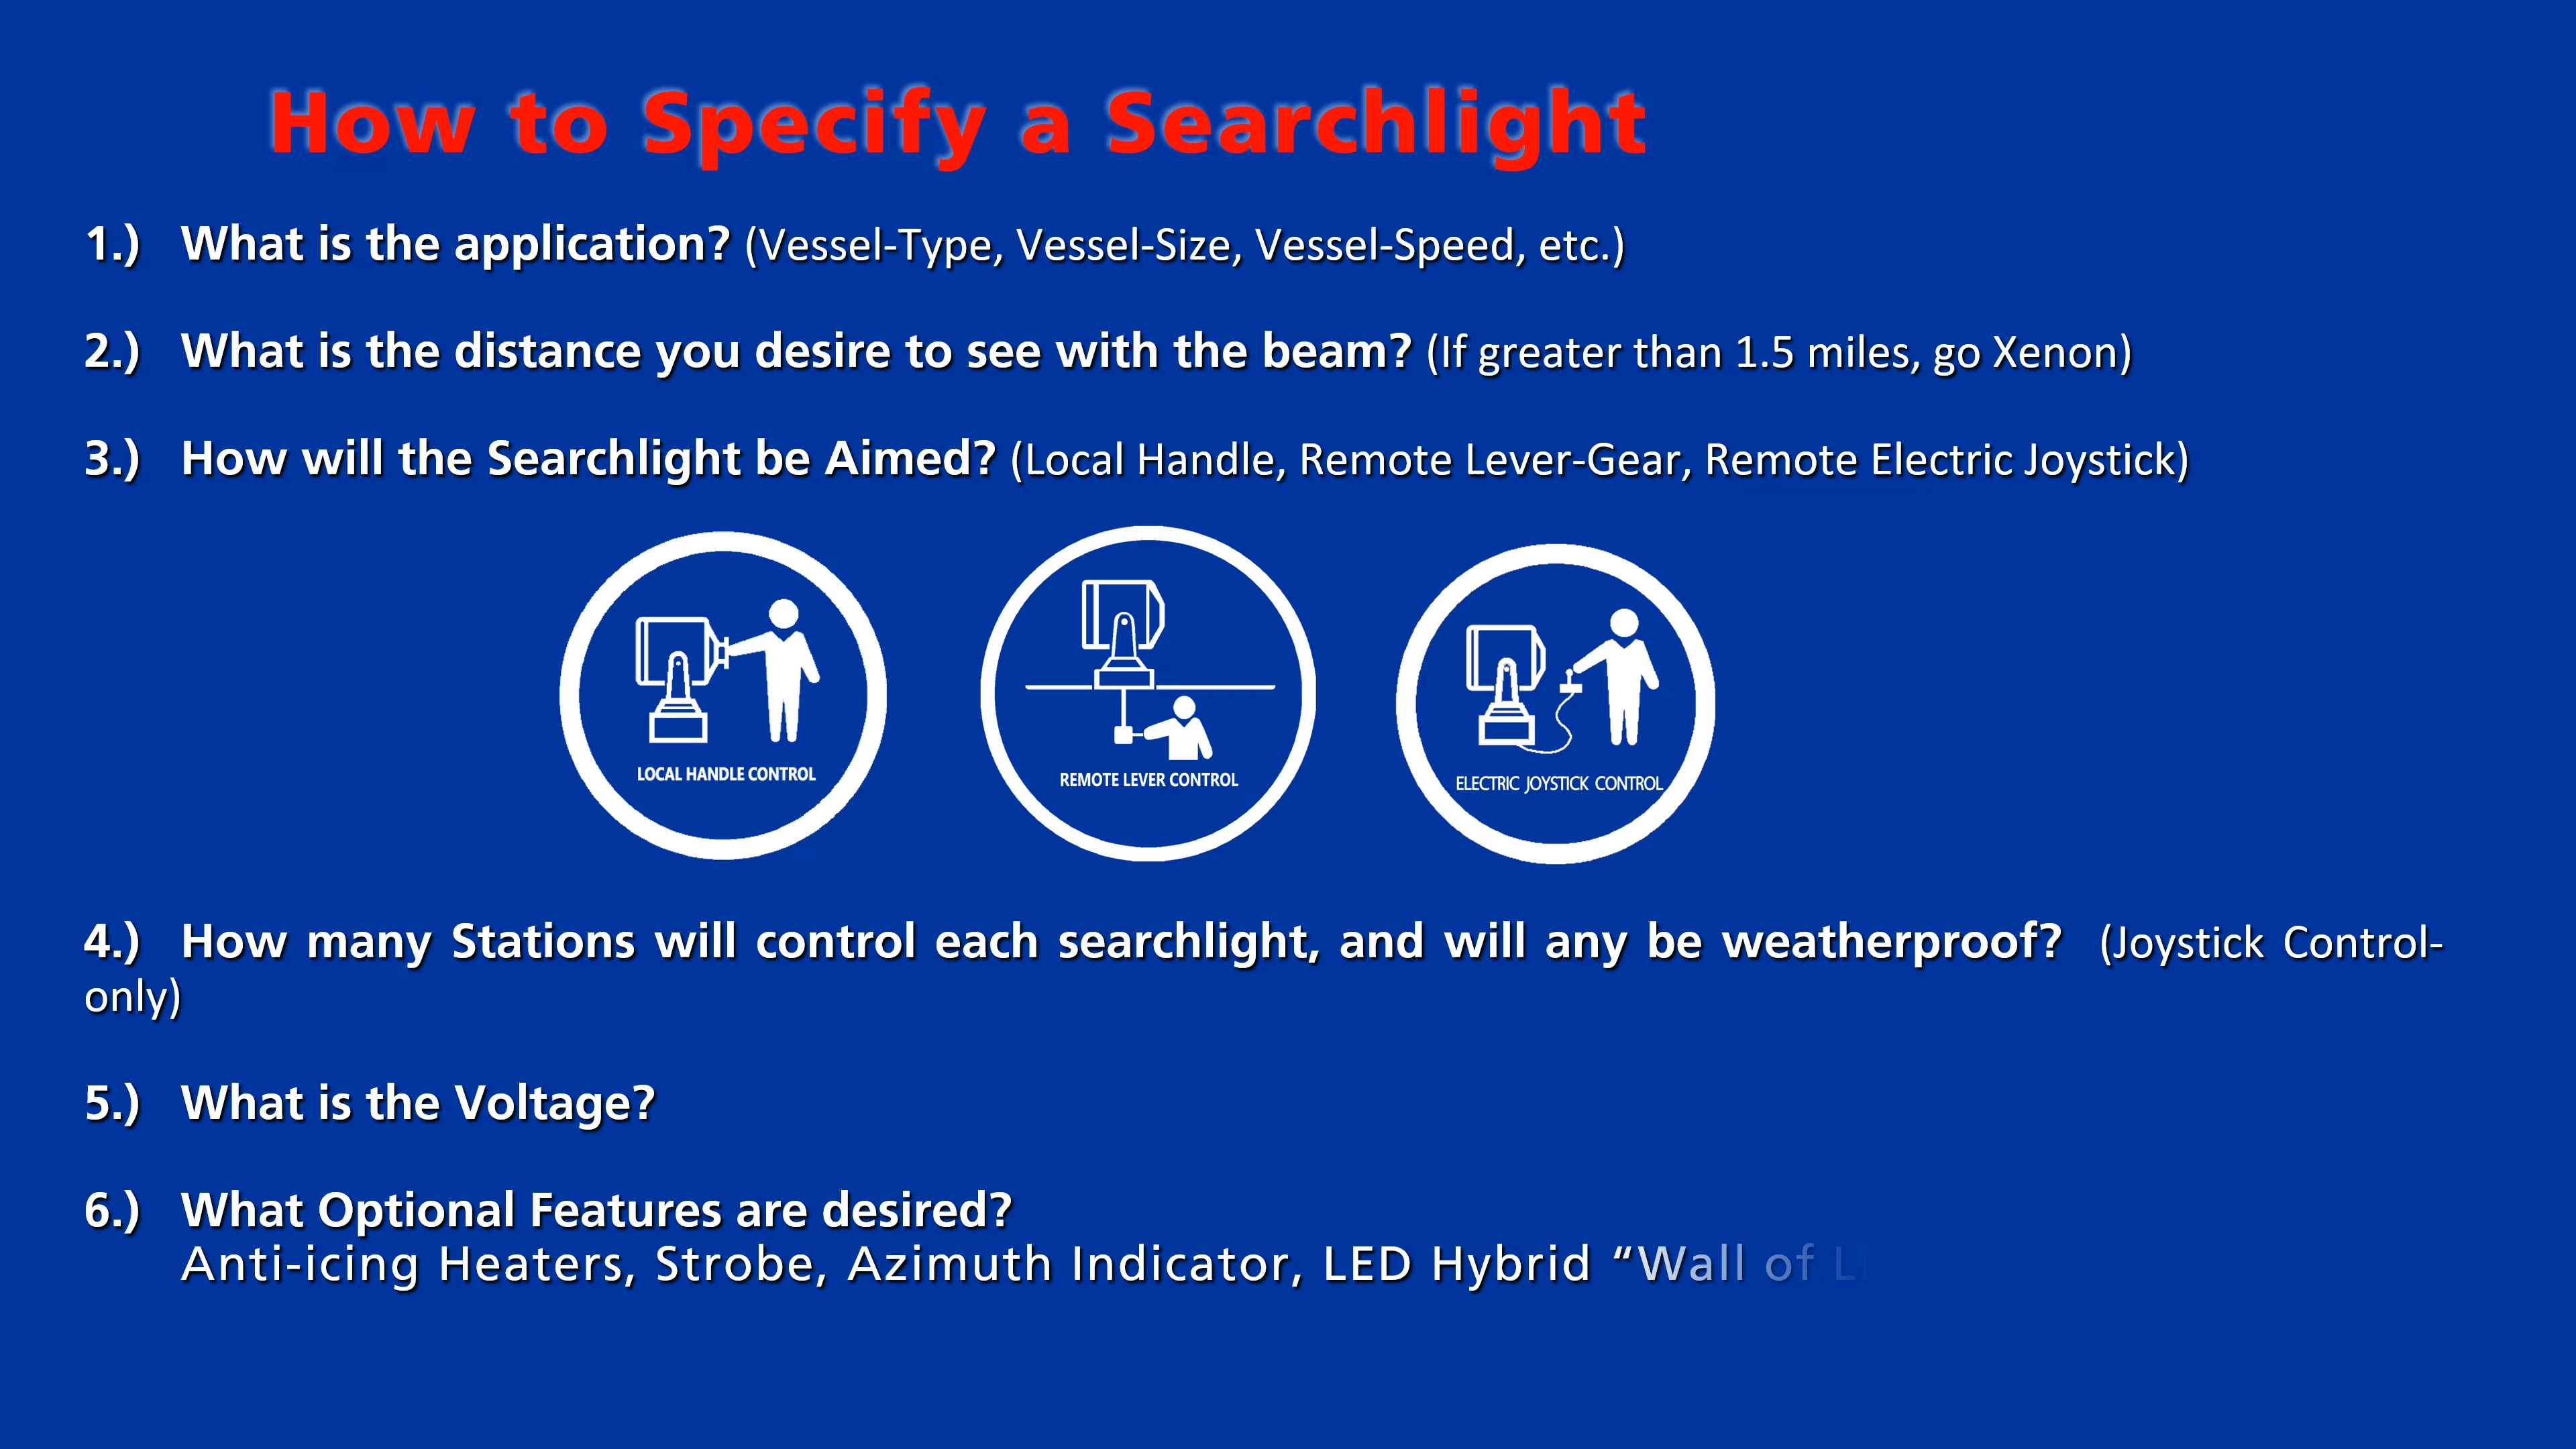 How to Specify a Searchlight
1.) What is the application? (Vessel-Type, Vessel-Size, Vessel-Speed, etc.)
2.) What is the distance you desire to see with the beam? (If greater than 1.5 miles, go Xenon)
3.) How will the Searchlight be Aimed? (Local Handle, Remote Lever-Gear, Remote Electric Joystick)
LOCAL HANDLE CONTROL
REMOTE LEVER CONTROL
ELECTRIC JOYSTICK CONTROL
4.) How many Stations will control each searchlight, and will any be weatherproof? (Joystick Control-
only)
5.) What is the Voltage?
6.) What Optional Features are desired?
Anti-icing Heaters, Strobe, Azimuth Indicator, LED Hybrid “Wall of